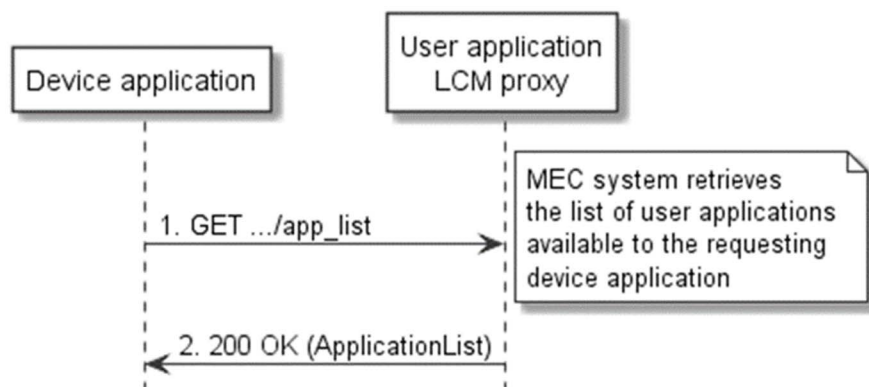 Device application
User application
LCM proxy
MEC system retrieves
the list of user applications
available to the requesting
device application
1. GET .../app_list
2. 200 OK (ApplicationList)